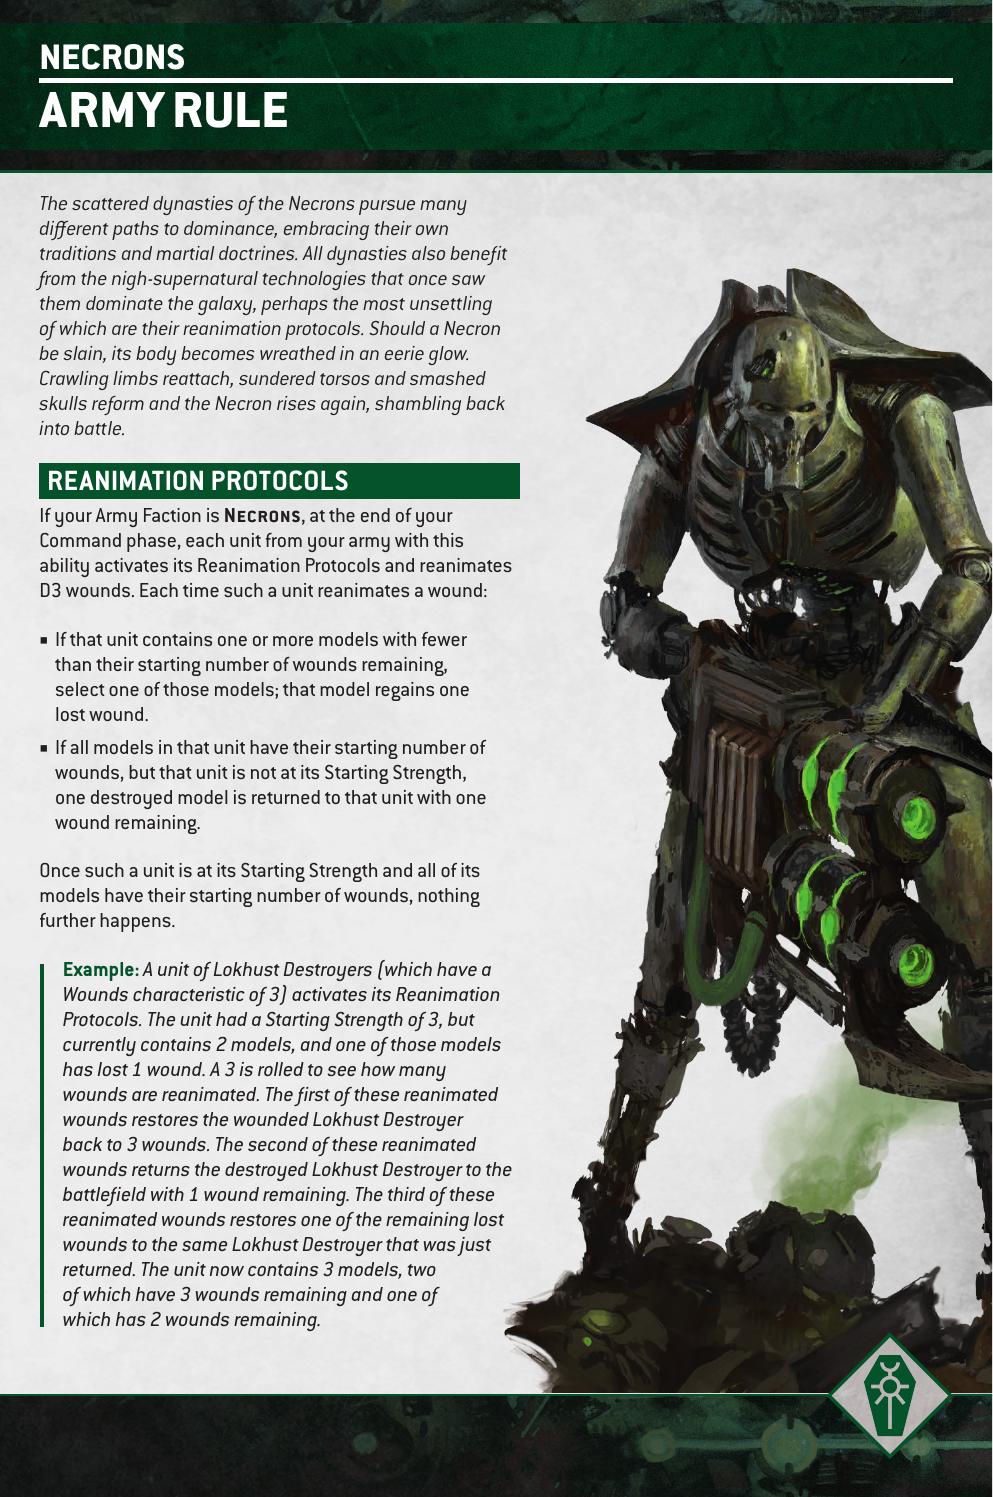 NECRONS
ARMY RULE
The scattered dynasties of the Necrons pursue many
different paths to dominance, embracing their own
traditions and martial doctrines. All dynasties also benefit
from the nigh-supernatural technologies that once saw
them dominate the galaxy, perhaps the most unsettling
of which are their reanimation protocols. Should a Necron
be slain, its body becomes wreathed in an eerie glow.
Crawling limbs reattach, sundered torsos and smashed
skulls reform and the Necron rises again, shambling back
into battle.
REANIMATION PROTOCOLS
If your Army Faction is NECRONS, at the end of your
Command phase, each unit from your army with this
ability activates its Reanimation Protocols and reanimates
D3 wounds. Each time such a unit reanimates a wound:
▪ If that unit contains one or more models with fewer
than their starting number of wounds remaining,
select one of those models; that model regains one
lost wound.
▪ If all models in that unit have their starting number of
wounds, but that unit is not at its Starting Strength,
one destroyed model is returned to that unit with one
wound remaining.
Once such a unit is at its Starting Strength and all of its
models have their starting number of wounds, nothing
further happens.
Example: A unit of Lokhust Destroyers (which have a
Wounds characteristic of 3) activates its Reanimation
Protocols. The unit had a Starting Strength of 3, but
currently contains 2 models, and one of those models
has lost 1 wound. A 3 is rolled to see how many
wounds are reanimated. The first of these reanimated
wounds restores the wounded Lokhust Destroyer
back to 3 wounds. The second of these reanimated
wounds returns the destroyed Lokhust Destroyer to the
battlefield with 1 wound remaining. The third of these
reanimated wounds restores one of the remaining lost
wounds to the same Lokhust Destroyer that was just
returned. The unit now contains 3 models, two
of which have 3 wounds remaining and one of
which has 2 wounds remaining.